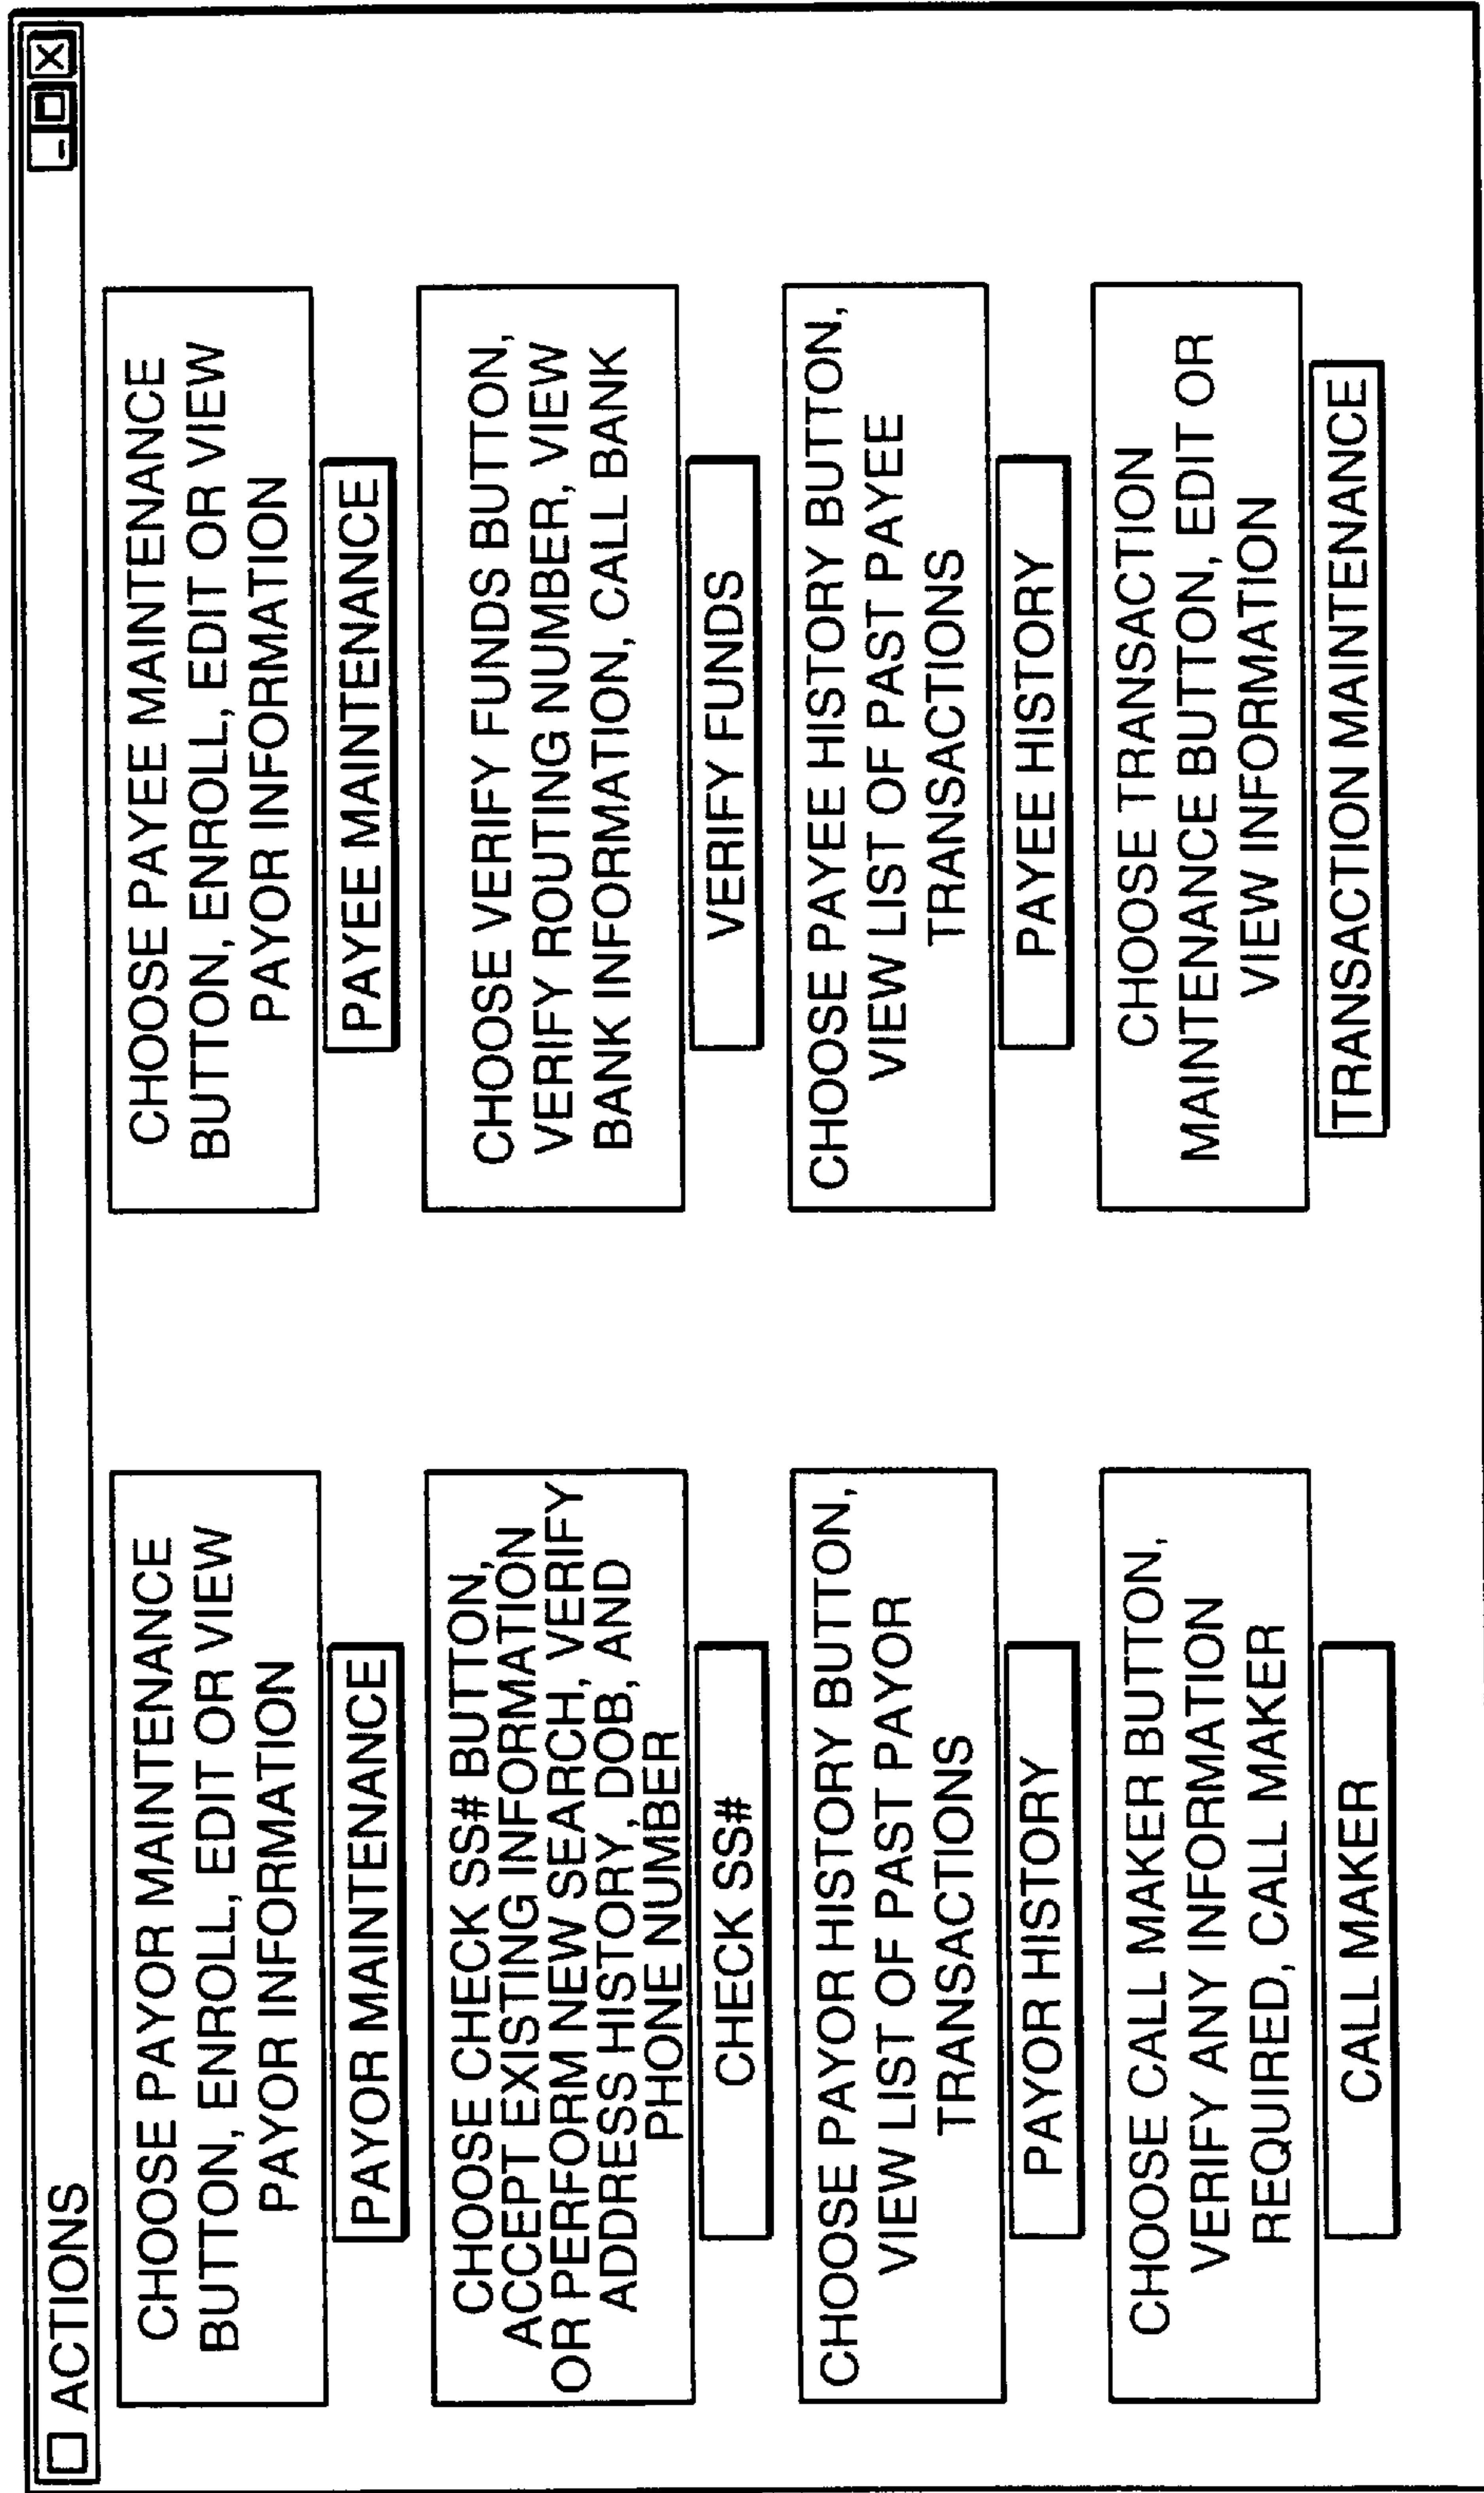 ACTIONS
CHOOSE PAYOR MAINTENANCE
BUTTON, ENROLL, EDIT OR VIEW
PAYOR INFORMATION
PAYOR MAINTENANCE
CHOOSE CHECK SS# BUTTON,
ACCEPT EXISTING INFORMATION
OR PERFORM NEW SEARCH, VERIFY
ADDRESS HISTORY, DOB, AND
PHONE NUMBER
CHECK SS#
CHOOSE PAYOR HISTORY BUTTON,
VIEW LIST OF PAST PAYOR
TRANSACTIONS
PAYOR HISTORY
CHOOSE CALL MAKER BUTTON,
VERIFY ANY INFORMATION
REQUIRED, CALL MAKER
CALL MAKER
CHOOSE PAYEE MAINTENANCE
BUTTON, ENROLL, EDIT OR VIEW
PAYOR INFORMATION
PAYEE MAINTENANCE
CHOOSE VERIFY FUNDS BUTTON,
VERIFY ROUTING NUMBER, VIEW
BANK INFORMATION, CALL BANK
VERIFY FUNDS
CHOOSE PAYEE HISTORY BUTTON,
VIEW LIST OF PAST PAYEE
TRANSACTIONS
PAYEE HISTORY
CHOOSE TRANSACTION
MAINTENANCE BUTTON, EDIT OR
VIEW INFORMATION
TRANSACTION MAINTENANCE